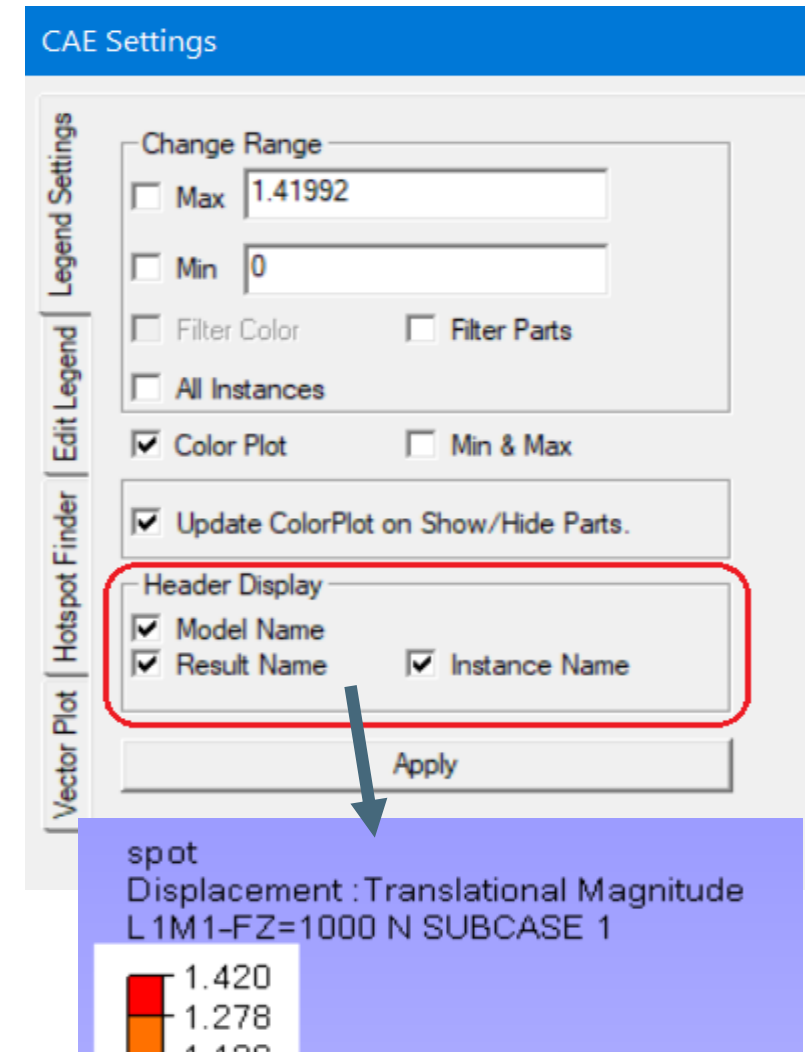 CAE Settings
Legend Settings
Edit Legend
Hotspot Finder
Vector Plot
Change Range
Max 1.41992
Min 0
Filter Color Filter Parts
All Instances
Color Plot Min & Max
Update ColorPlot on Show/Hide Parts.
Header Display
Model Name
Result Name Instance Name
Apply
spot
Displacement :Translational Magnitude
L1M1-FZ=1000 N SUBCASE 1
1.420
1.278